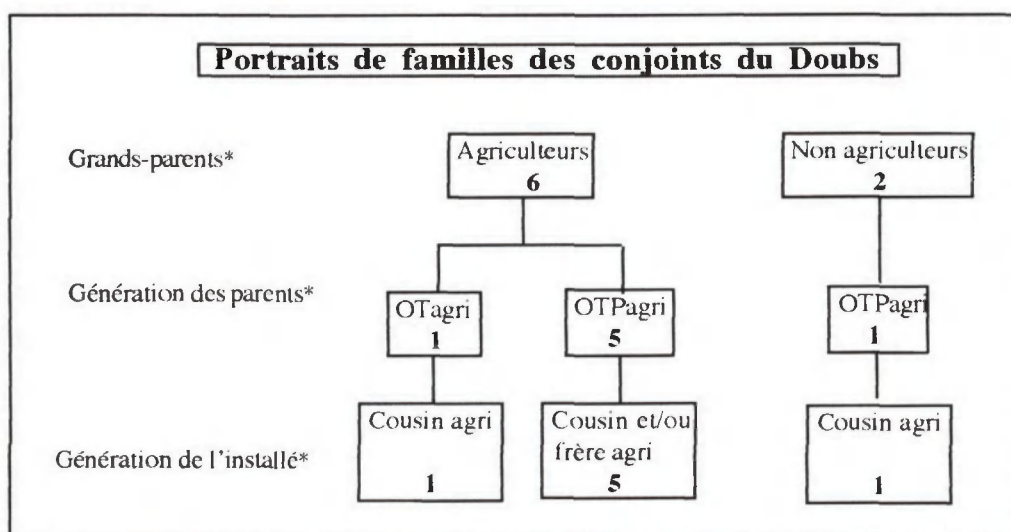 Portraits de familles des conjoints du Doubs
Grands-parents*
Agriculteurs
6
Non agriculteurs
2
Génération des parents*
OTagri
1
OTPagri
5
OTPagri
1
Génération de l'installé*
Cousin agri
1
Cousin et/ou
frère agri
5
Cousin agri
1